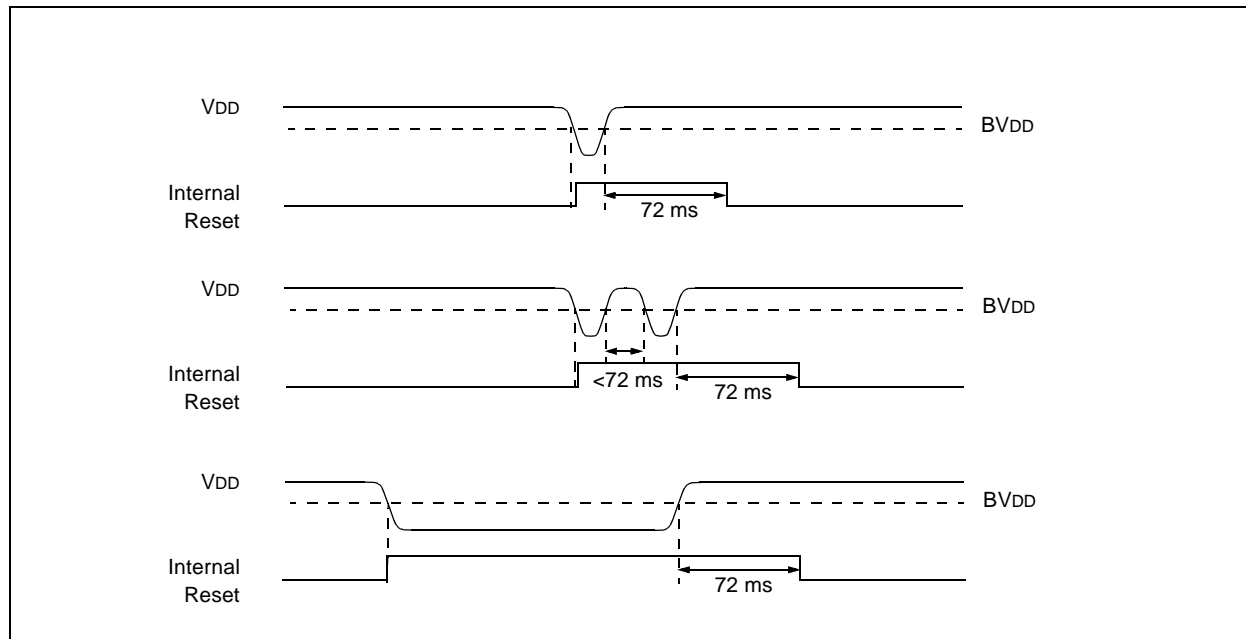 VDD
BVDD
Internal
Reset
72 ms
VDD
BVDD
Internal
Reset
<72 ms
72 ms
VDD
BVDD
Internal
Reset
72 ms